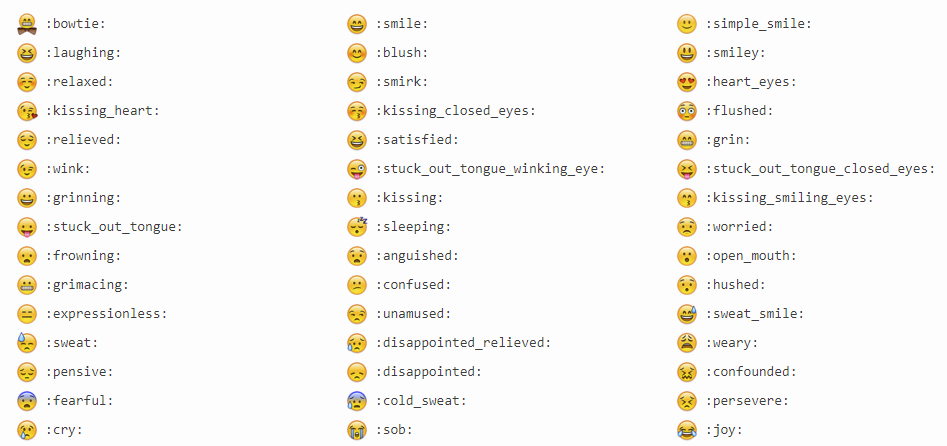 :bowtie: :smile: :simple_smile:
:laughing: :blush: :smiley:
:relaxed: :smirk: :heart_eyes:
:kissing_heart: :kissing_closed_eyes: :flushed:
:relieved: :satisfied: :grin:
:wink: :stuck_out_tongue_winking_eye: :stuck_out_tongue_closed_eyes:
:grinning: :kissing: :kissing_smiling_eyes:
:stuck_out_tongue: :sleeping: :worried:
:frowning: :anguished: :open_mouth:
:grimacing: :confused: :hushed:
:expressionless: :unamused: :sweat_smile:
:sweat: :disappointed_relieved: :weary:
:pensive: :disappointed: :confounded:
:fearful: :cold_sweat: :persevere:
:cry: :sob: :joy: